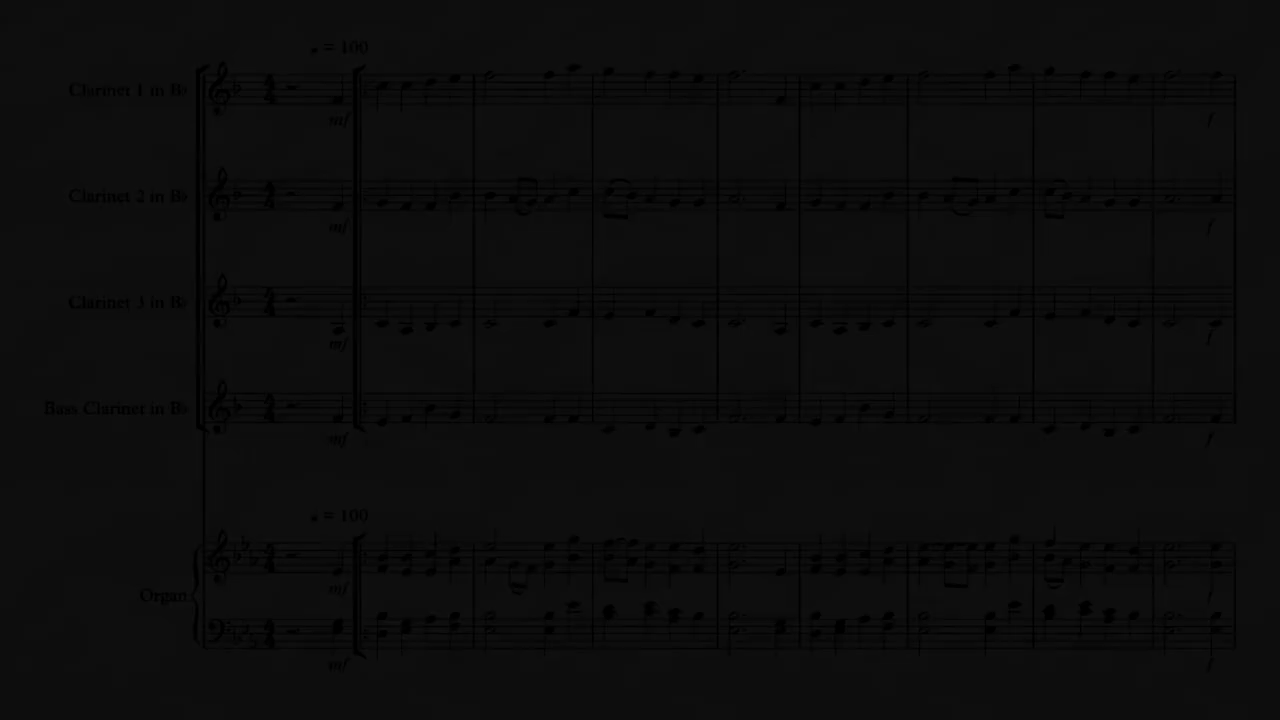 ♩ = 100
Clarinet 1 in B♭
mf
f
Clarinet 2 in B♭
mf
f
Clarinet 3 in B♭
mf
f
Bass Clarinet in B♭
mf
f
♩ = 100
mf
f
Organ
mf
f